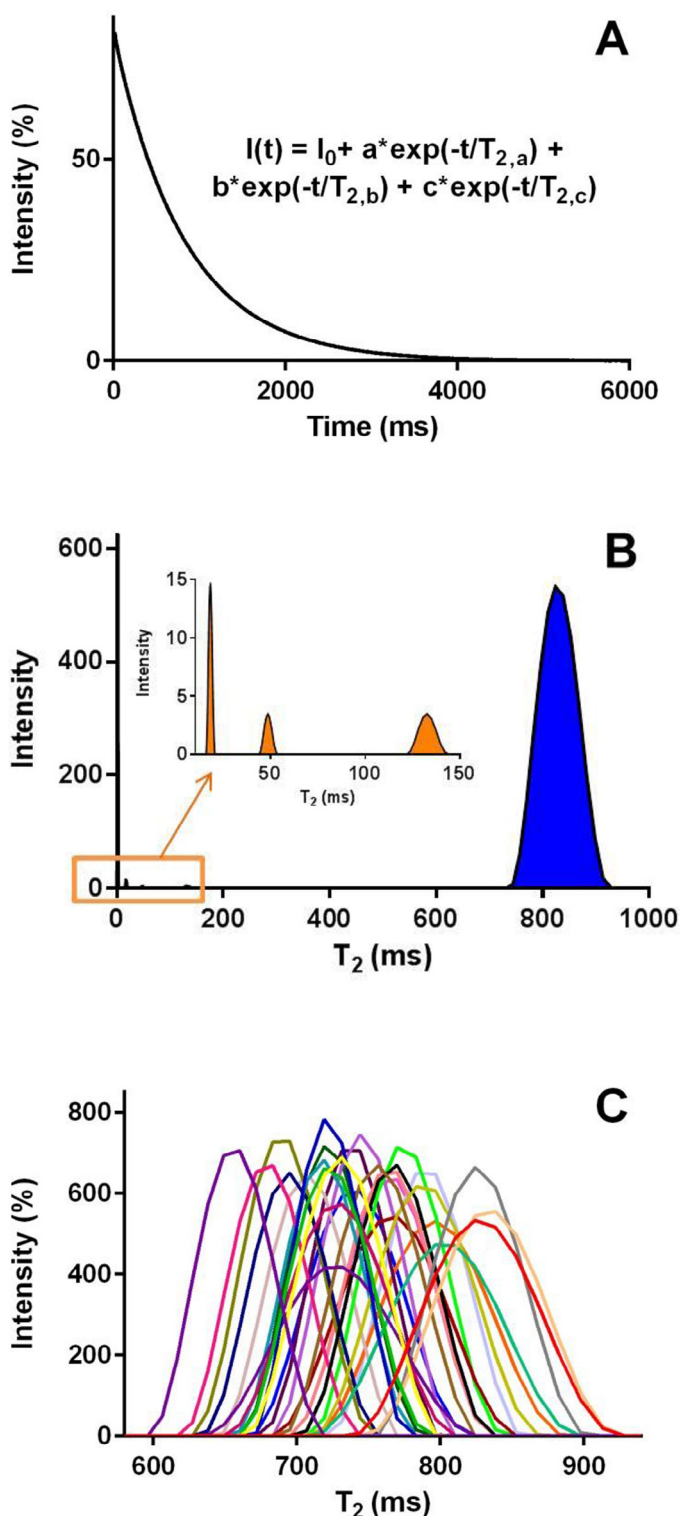 A
Intensity (%)
I(t) = I₀+ a*exp(-t/T₂,ₐ) +
b*exp(-t/T₂,b) + c*exp(-t/T₂,c)
50
0
0 2000 4000 6000
Time (ms)
B
Intensity
600
400
200
0
Intensity
15
10
5
0
50 100 150
T₂ (ms)
0 200 400 600 800 1000
T₂ (ms)
C
Intensity (%)
800
600
400
200
0
600 700 800 900
T₂ (ms)